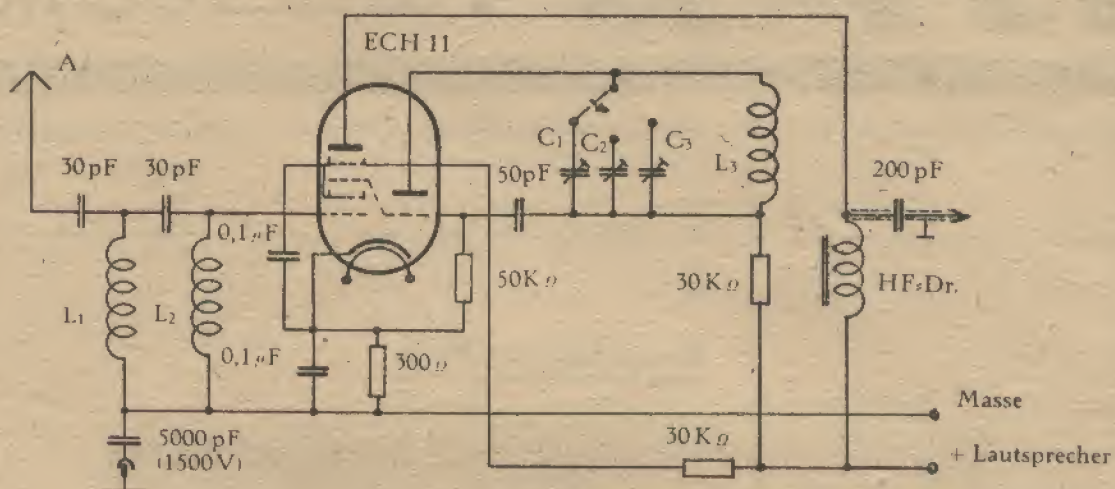 ECH 11
A
30 pF
30 pF
0,1 µF
50 pF
C1
C2
C3
L3
200 pF
L1
L2
50 K Ω
30 K Ω
HF=Dr.
0,1 µF
300 Ω
Masse
5000 pF
(1500 V)
30 K Ω
+ Lautsprecher